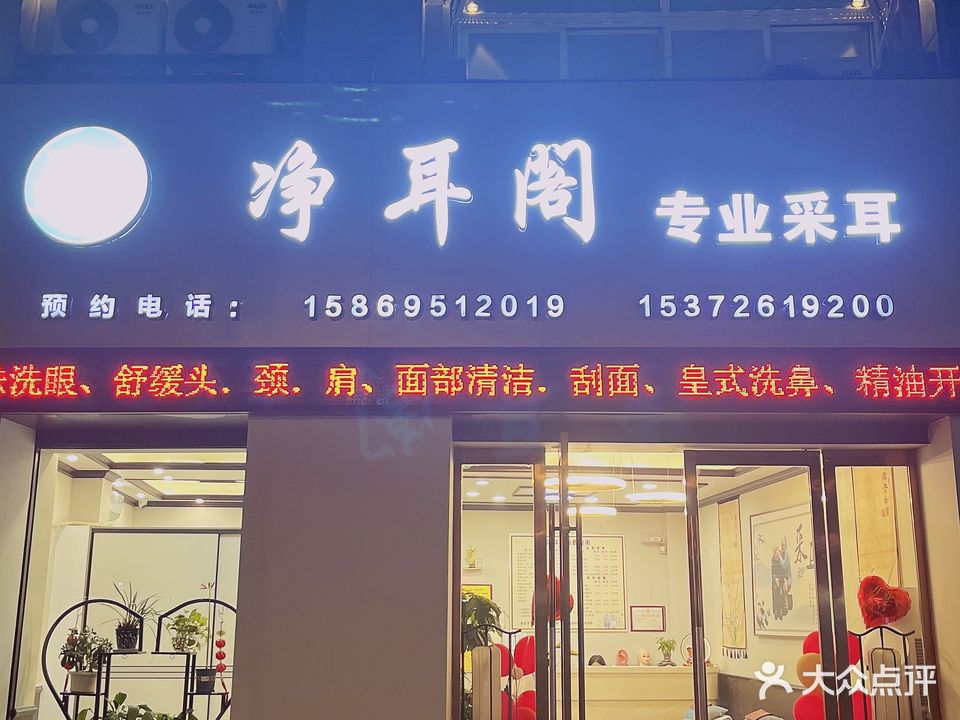 净耳阁 专业采耳
预约电话: 15869512019 15372619200
洗眼、舒缓头.颈.肩、面部清洁.刮面、皇式洗鼻、精油开
AUX
大众点评